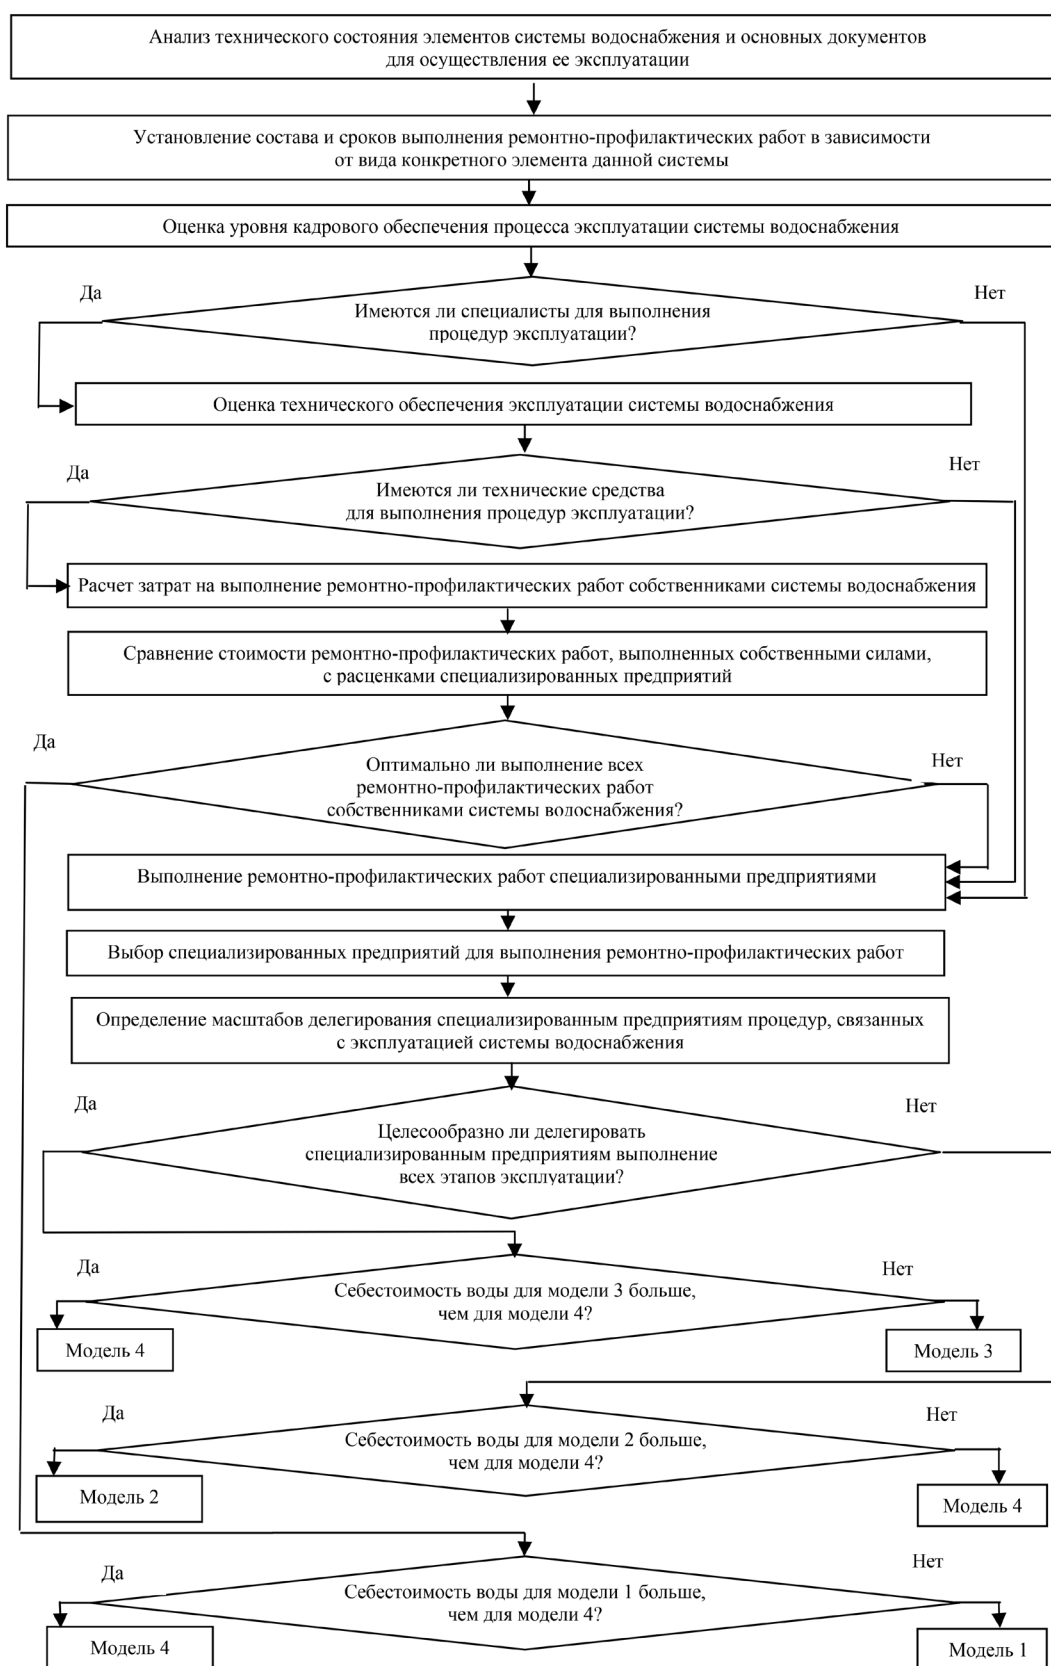 Анализ технического состояния элементов системы водоснабжения и основных документов
для осуществления ее эксплуатации
Установление состава и сроков выполнения ремонтно-профилактических работ в зависимости
от вида конкретного элемента данной системы
Оценка уровня кадрового обеспечения процесса эксплуатации системы водоснабжения
Да
Нет
Имеются ли специалисты для выполнения
процедур эксплуатации?
Оценка технического обеспечения эксплуатации системы водоснабжения
Да
Нет
Имеются ли технические средства
для выполнения процедур эксплуатации?
Расчет затрат на выполнение ремонтно-профилактических работ собственниками системы водоснабжения
Сравнение стоимости ремонтно-профилактических работ, выполненных собственными силами,
с расценками специализированных предприятий
Да
Нет
Оптимально ли выполнение всех
ремонтно-профилактических работ
собственниками системы водоснабжения?
Выполнение ремонтно-профилактических работ специализированными предприятиями
Выбор специализированных предприятий для выполнения ремонтно-профилактических работ
Определение масштабов делегирования специализированным предприятиям процедур, связанных
с эксплуатацией системы водоснабжения
Да
Нет
Целесообразно ли делегировать
специализированным предприятиям выполнение
всех этапов эксплуатации?
Да
Нет
Себестоимость воды для модели 3 больше,
чем для модели 4?
Модель 4
Модель 3
Да
Нет
Себестоимость воды для модели 2 больше,
чем для модели 4?
Модель 2
Модель 4
Да
Нет
Себестоимость воды для модели 1 больше,
чем для модели 4?
Модель 4
Модель 1